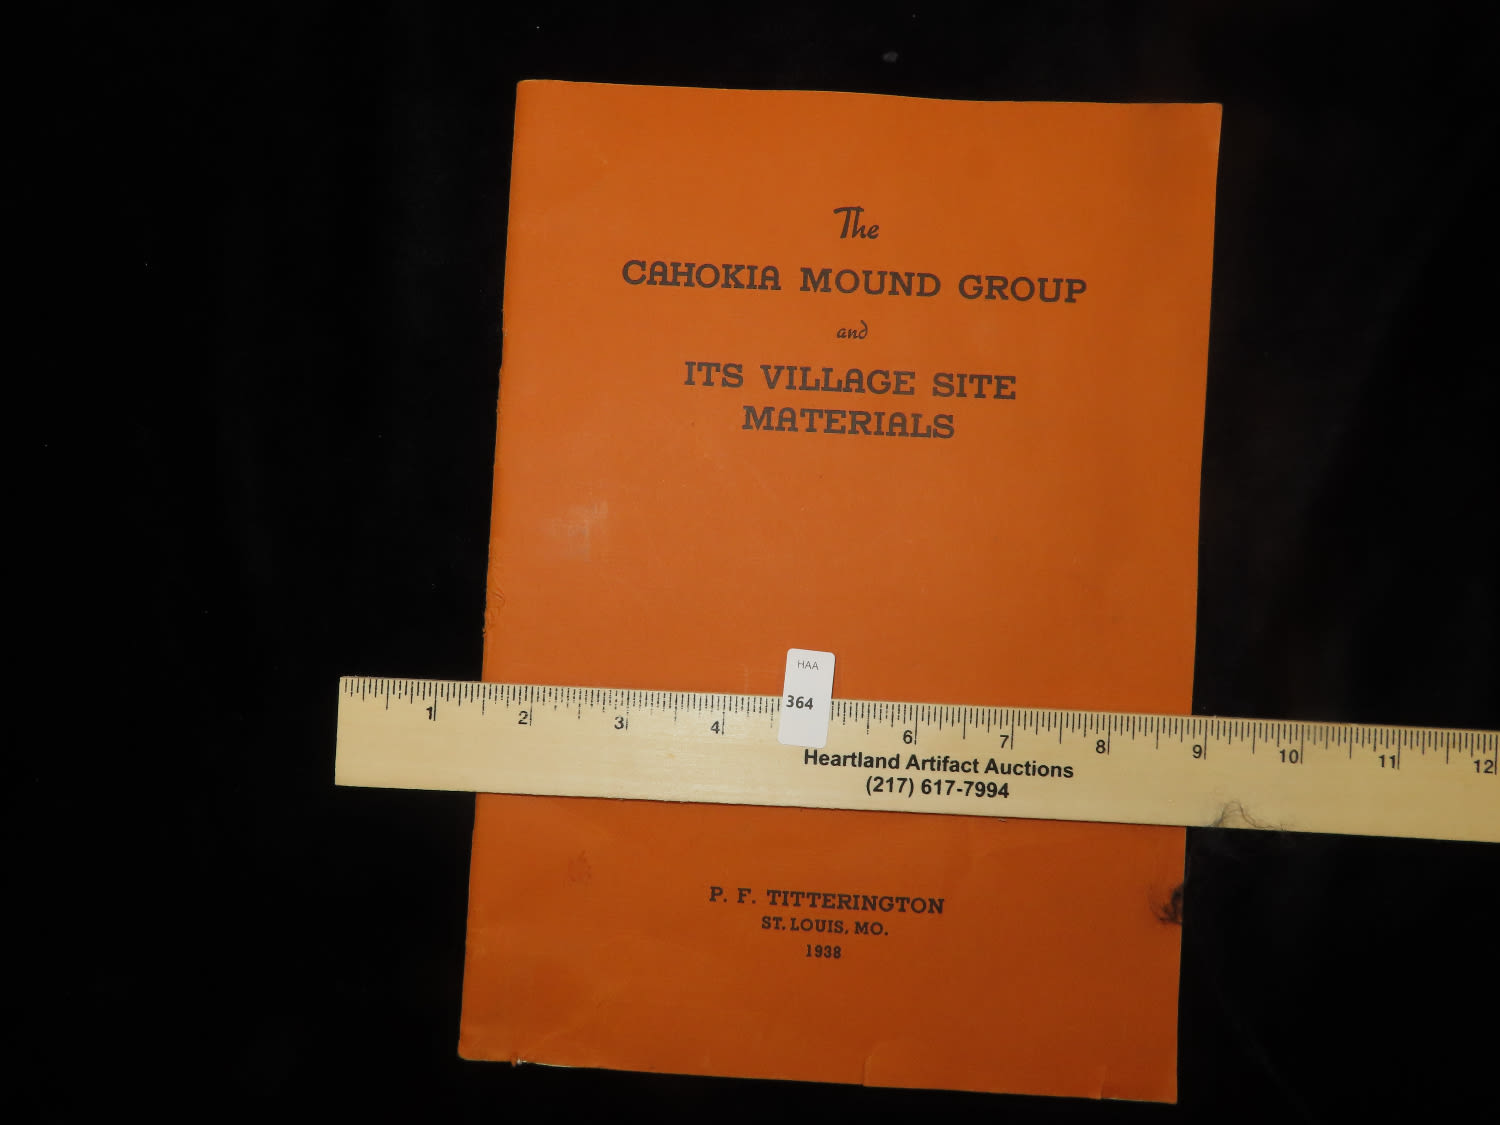 The
CAHOKIA MOUND GROUP
and
ITS VILLAGE SITE
MATERIALS
HAA
364
1 2 3 4 6 7 8 9 10 11 12
Heartland Artifact Auctions
(217) 617-7994
P. F. TITTERINGTON
ST. LOUIS, MO.
1938